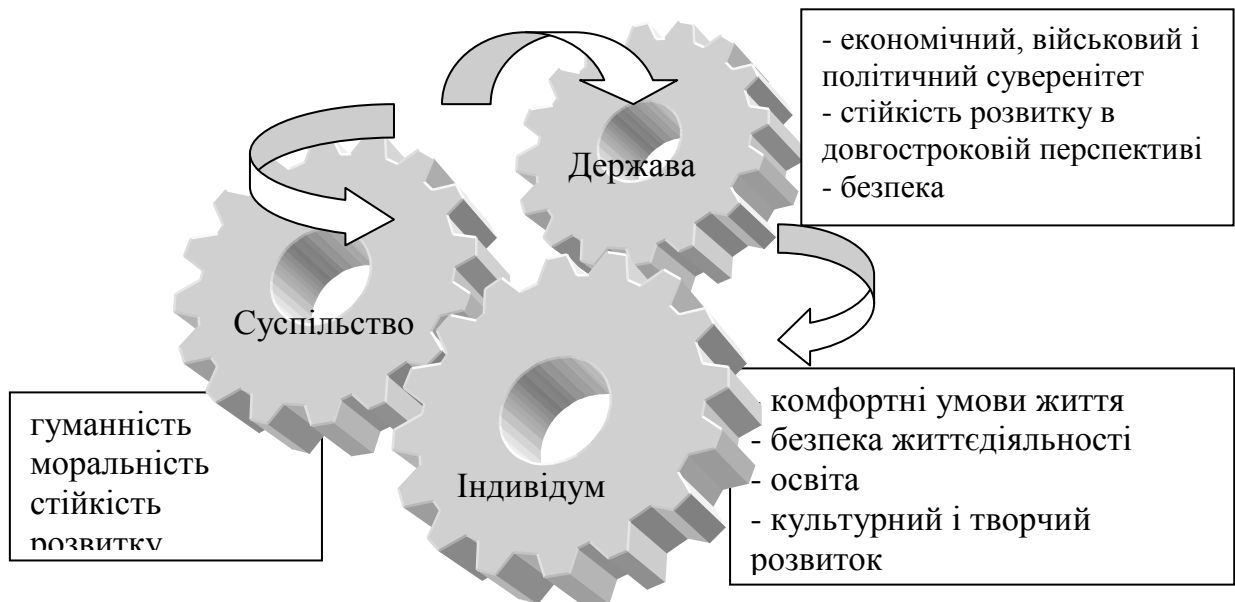 - економічний, військовий і
політичний суверенітет
- стійкість розвитку в
довгостроковій перспективі
- безпека
Держава
Суспільство
Індивідум
гуманність
моральність
стійкість
розвитку
- комфортні умови життя
- безпека життєдіяльності
- освіта
- культурний і творчий
розвиток